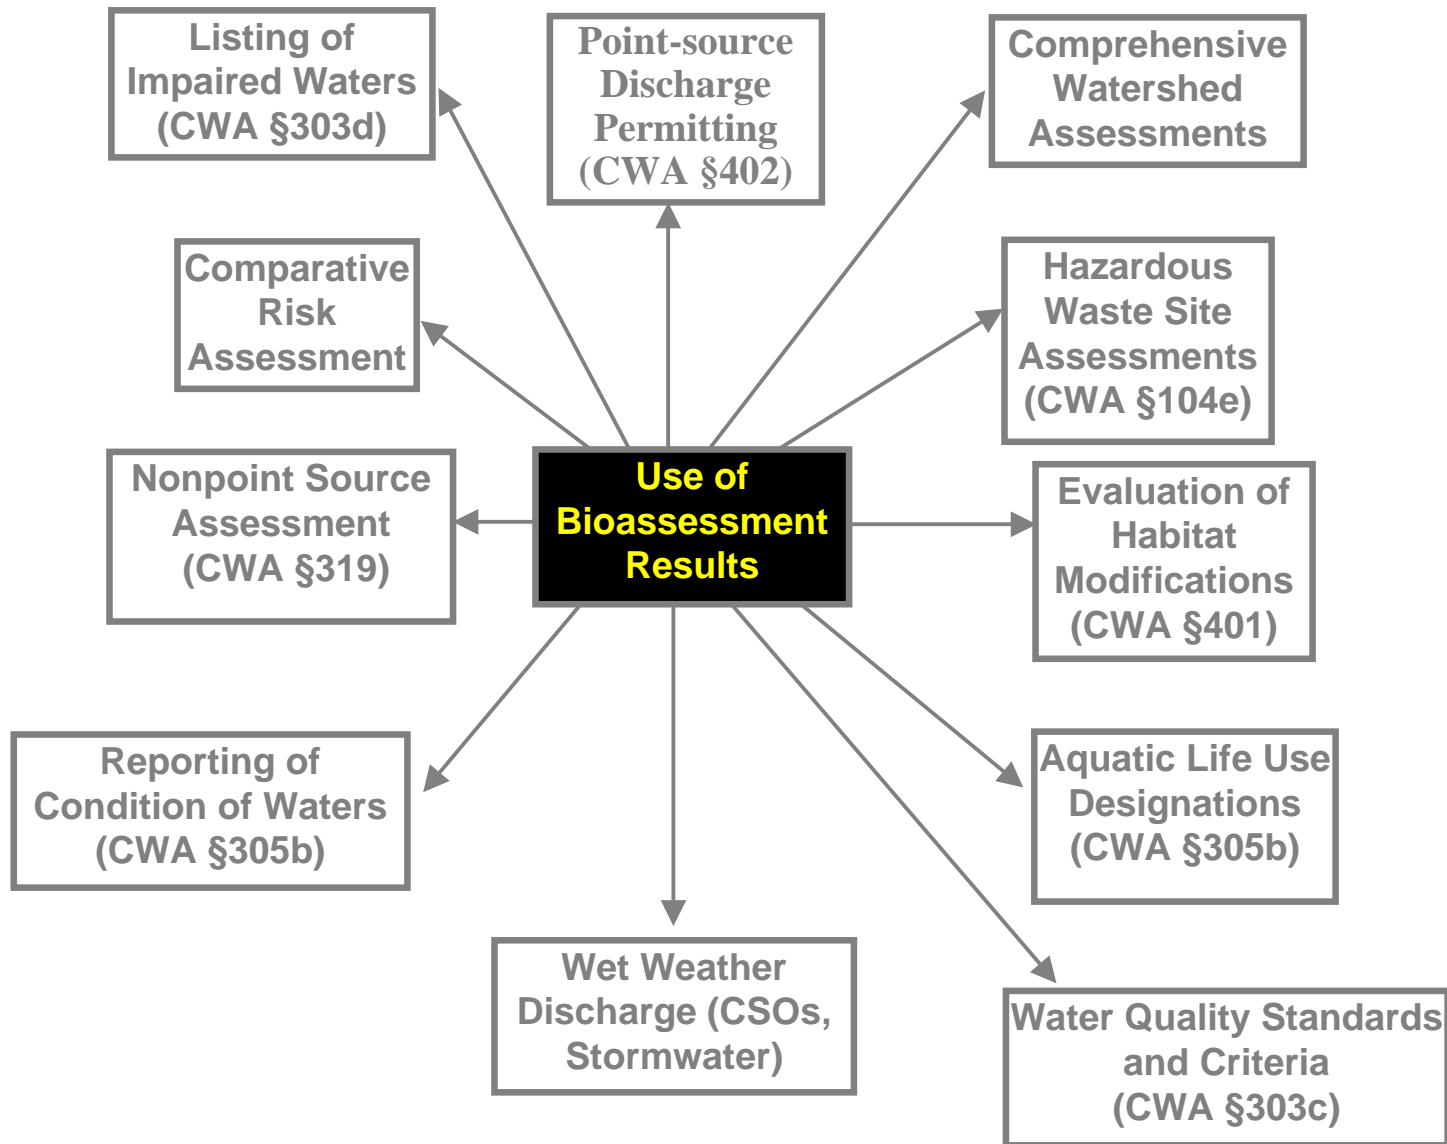 Listing of
Impaired Waters
(CWA §303d)
Point-source
Discharge
Permitting
(CWA §402)
Comprehensive
Watershed
Assessments
Comparative
Risk
Assessment
Hazardous
Waste Site
Assessments
(CWA §104e)
Nonpoint Source
Assessment
(CWA §319)
Use of
Bioassessment
Results
Evaluation of
Habitat
Modifications
(CWA §401)
Reporting of
Condition of Waters
(CWA §305b)
Aquatic Life Use
Designations
(CWA §305b)
Wet Weather
Discharge (CSOs,
Stormwater)
Water Quality Standards
and Criteria
(CWA §303c)